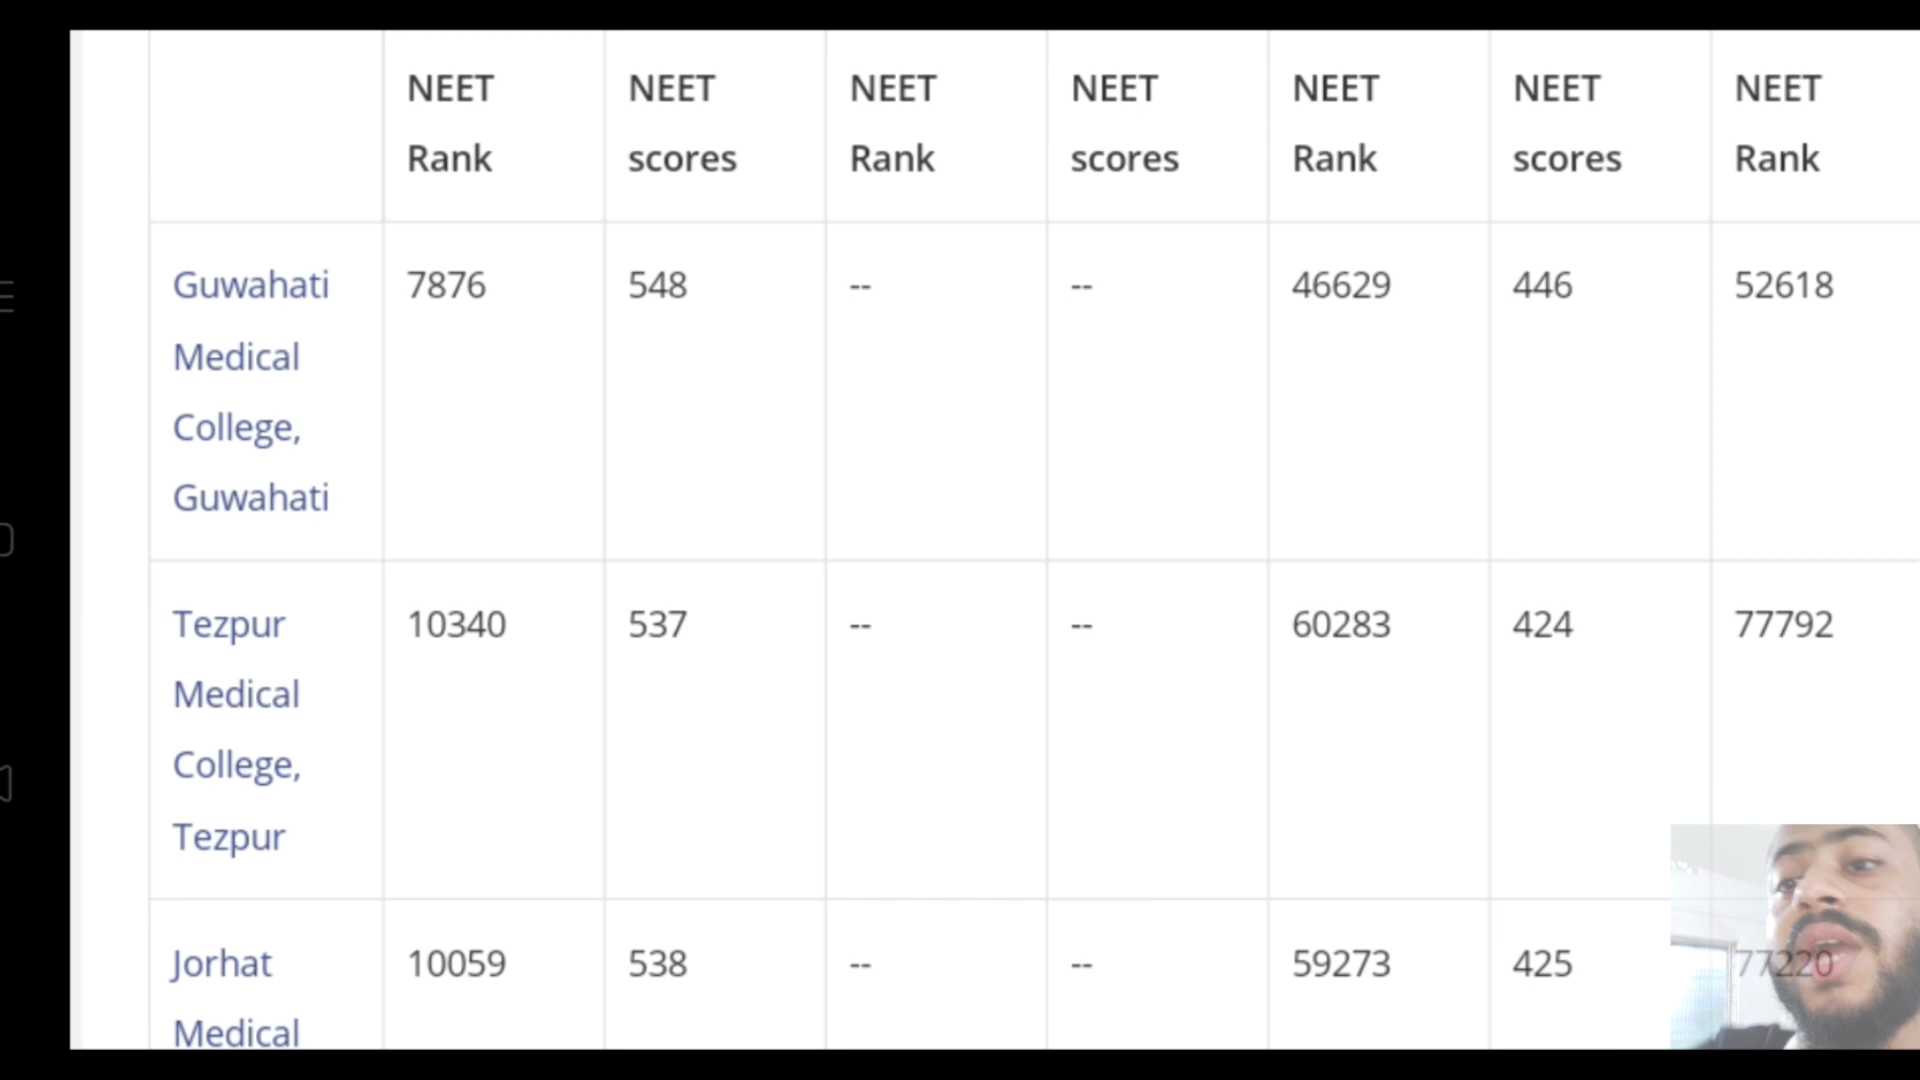 NEET Rank NEET scores NEET Rank NEET scores NEET Rank NEET scores NEET Rank
Guwahati 7876 548 -- -- 46629 446 52618
Medical
College,
Guwahati
Tezpur 10340 537 -- -- 60283 424 77792
Medical
College,
Tezpur
Jorhat 10059 538 -- -- 59273 425 77220
Medical